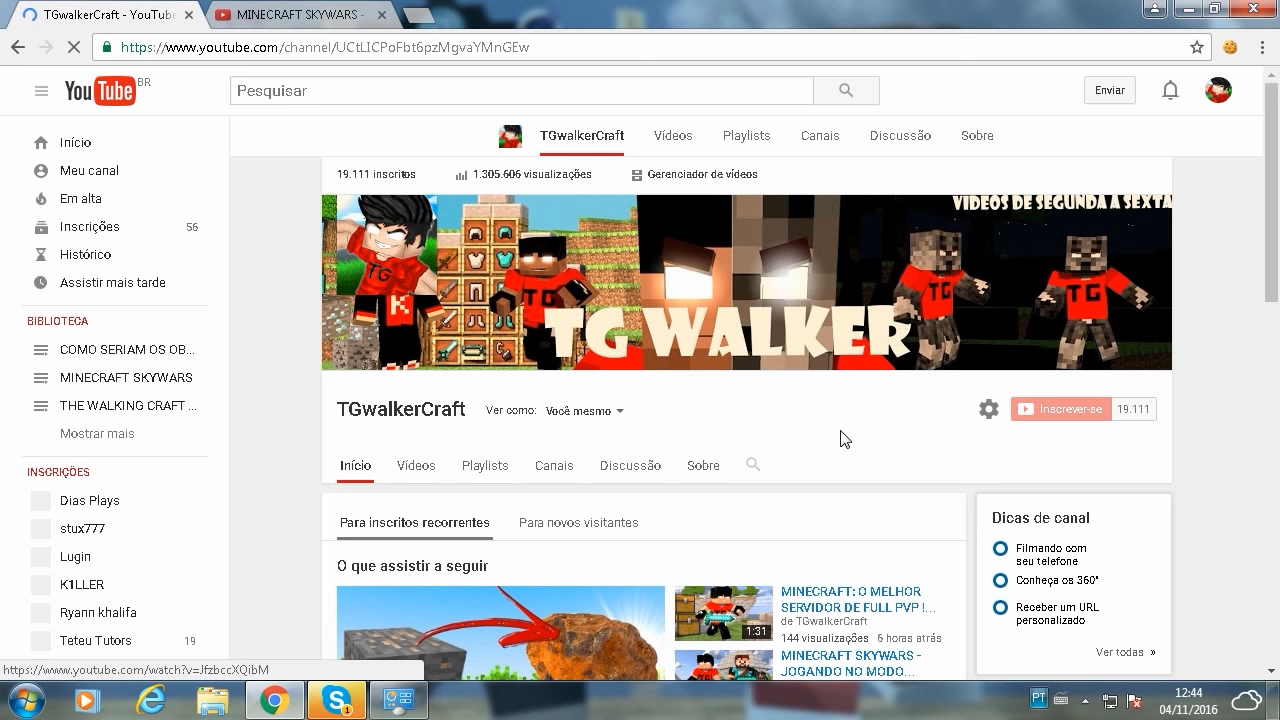 TGwalkerCraft - YouTube
MINECRAFT SKYWARS -
https://www.youtube.com/channel/UCtLICPoFbt6pzMgvaYMnGEw
YouTube BR
Pesquisar
Enviar
TGwalkerCraft Vídeos Playlists Canais Discussão Sobre
19.111 inscritos 1.305.606 visualizações Gerenciador de vídeos
VIDEOS DE SEGUNDA A SEXTA
TG
K
TG
TG
TG
TG WALKER
TGwalkerCraft Ver como: Você mesmo
Inscrever-se 19.111
Início Vídeos Playlists Canais Discussão Sobre
Início
Meu canal
Em alta
Inscrições 56
Histórico
Assistir mais tarde
BIBLIOTECA
COMO SERIAM OS OB...
MINECRAFT SKYWARS
THE WALKING CRAFT ...
Mostrar mais
INSCRIÇÕES
Dias Plays
stux777
Lugin
K1LLER
Ryann khalifa
Teteu Tutors 19
Para inscritos recorrentes Para novos visitantes
O que assistir a seguir
1:31
MINECRAFT: O MELHOR
SERVIDOR DE FULL PVP !...
de TGwalkerCraft
144 visualizações 6 horas atrás
MINECRAFT SKYWARS -
JOGANDO NO MODO...
Dicas de canal
Filmando com
seu telefone
Conheça os 360°
Receber um URL
personalizado
Ver todas »
https://www.youtube.com/watch?v=JfzbccXQibM
1
PT
12:44
04/11/2016